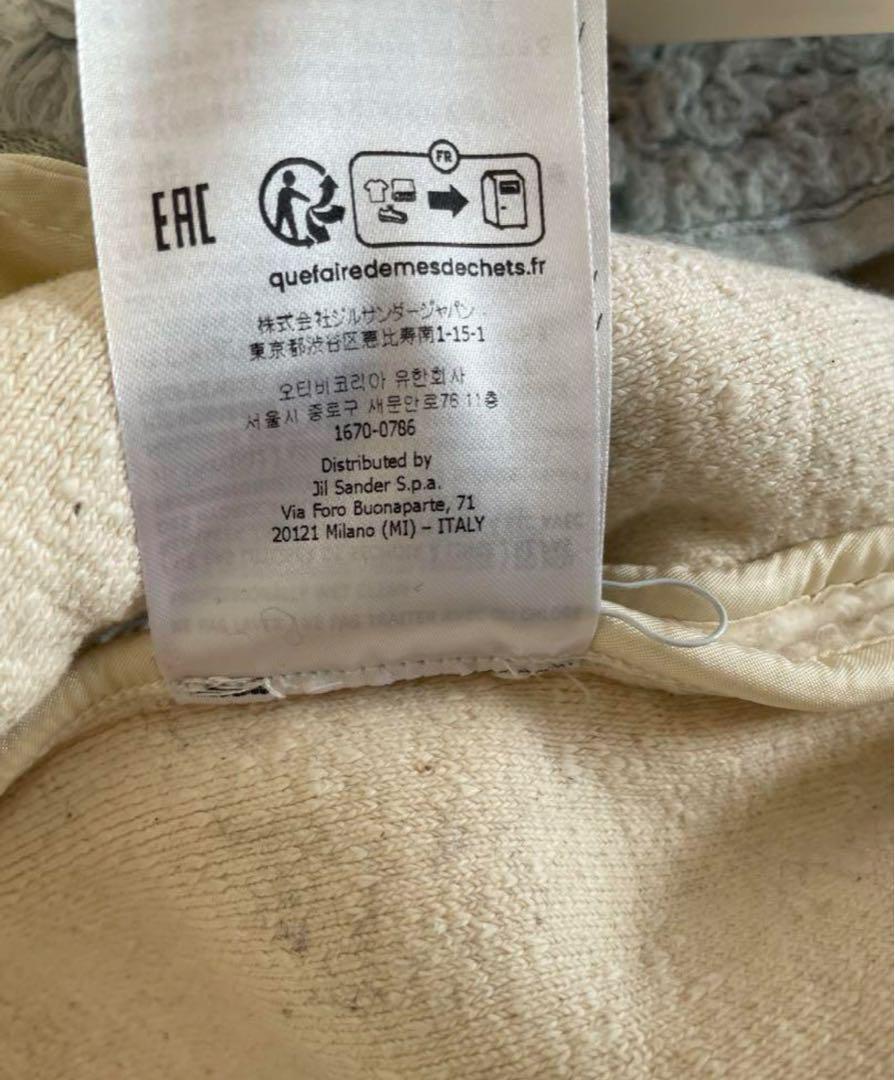 EAC
FR
quefairedemesdechets.fr
株式会社ジルサンダージャパン
東京都渋谷区恵比寿南1-15-1
오티비코리아 유한회사
서울시 종로구 새문안로76 11층
1670-0786
Distributed by
Jil Sander S.p.a.
Via Foro Buonaparte, 71
20121 Milano (MI) – ITALY